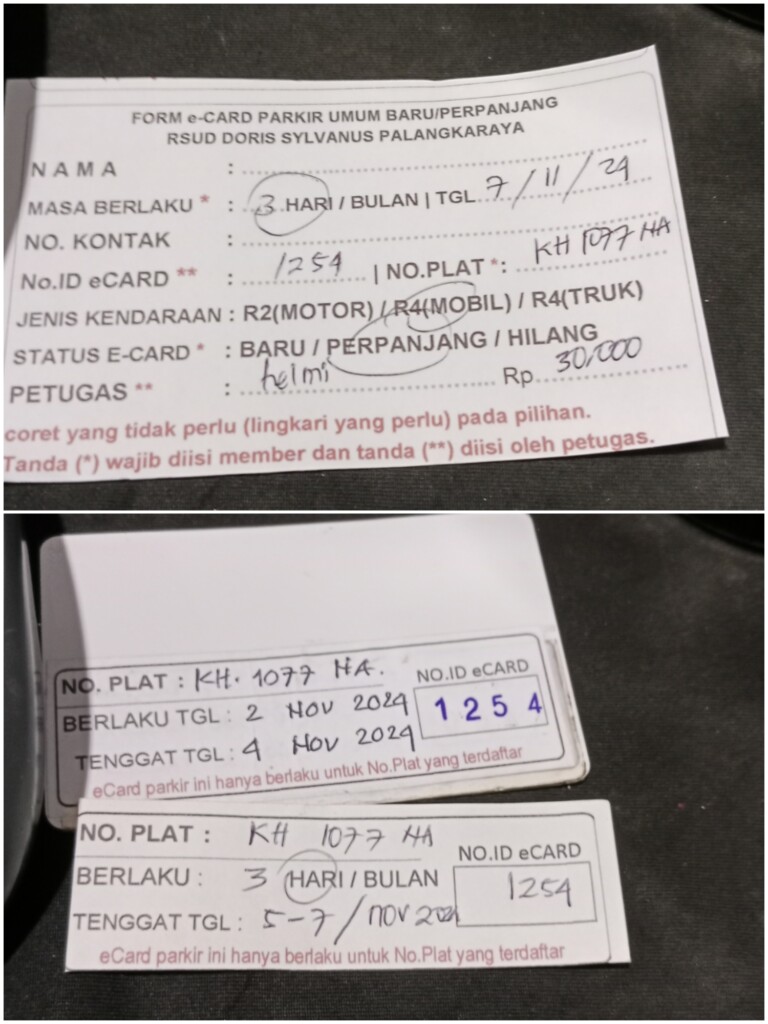 FORM e-CARD PARKIR UMUM BARU/PERPANJANG
RSUD DORIS SYLVANUS PALANGKARAYA
NAMA :
MASA BERLAKU * : 3 HARI / BULAN | TGL 7/11/24
NO. KONTAK :
No.ID eCARD ** : 1254 | NO.PLAT *: KH 1077 HA
JENIS KENDARAAN : R2(MOTOR) / R4(MOBIL) / R4(TRUK)
STATUS E-CARD * : BARU / PERPANJANG / HILANG
PETUGAS ** : helmi Rp 30.000
coret yang tidak perlu (lingkari yang perlu) pada pilihan.
Tanda (*) wajib diisi member dan tanda (**) diisi oleh petugas.
NO. PLAT : KH. 1077 HA.
NO.ID eCARD
BERLAKU TGL : 2 NOV 2024
1254
TENGGAT TGL : 4 NOV 2024
eCard parkir ini hanya berlaku untuk No.Plat yang terdaftar
NO. PLAT : KH 1077 HA
NO.ID eCARD
BERLAKU : 3 HARI / BULAN
1254
TENGGAT TGL : 5-7/NOV 2024
eCard parkir ini hanya berlaku untuk No.Plat yang terdaftar